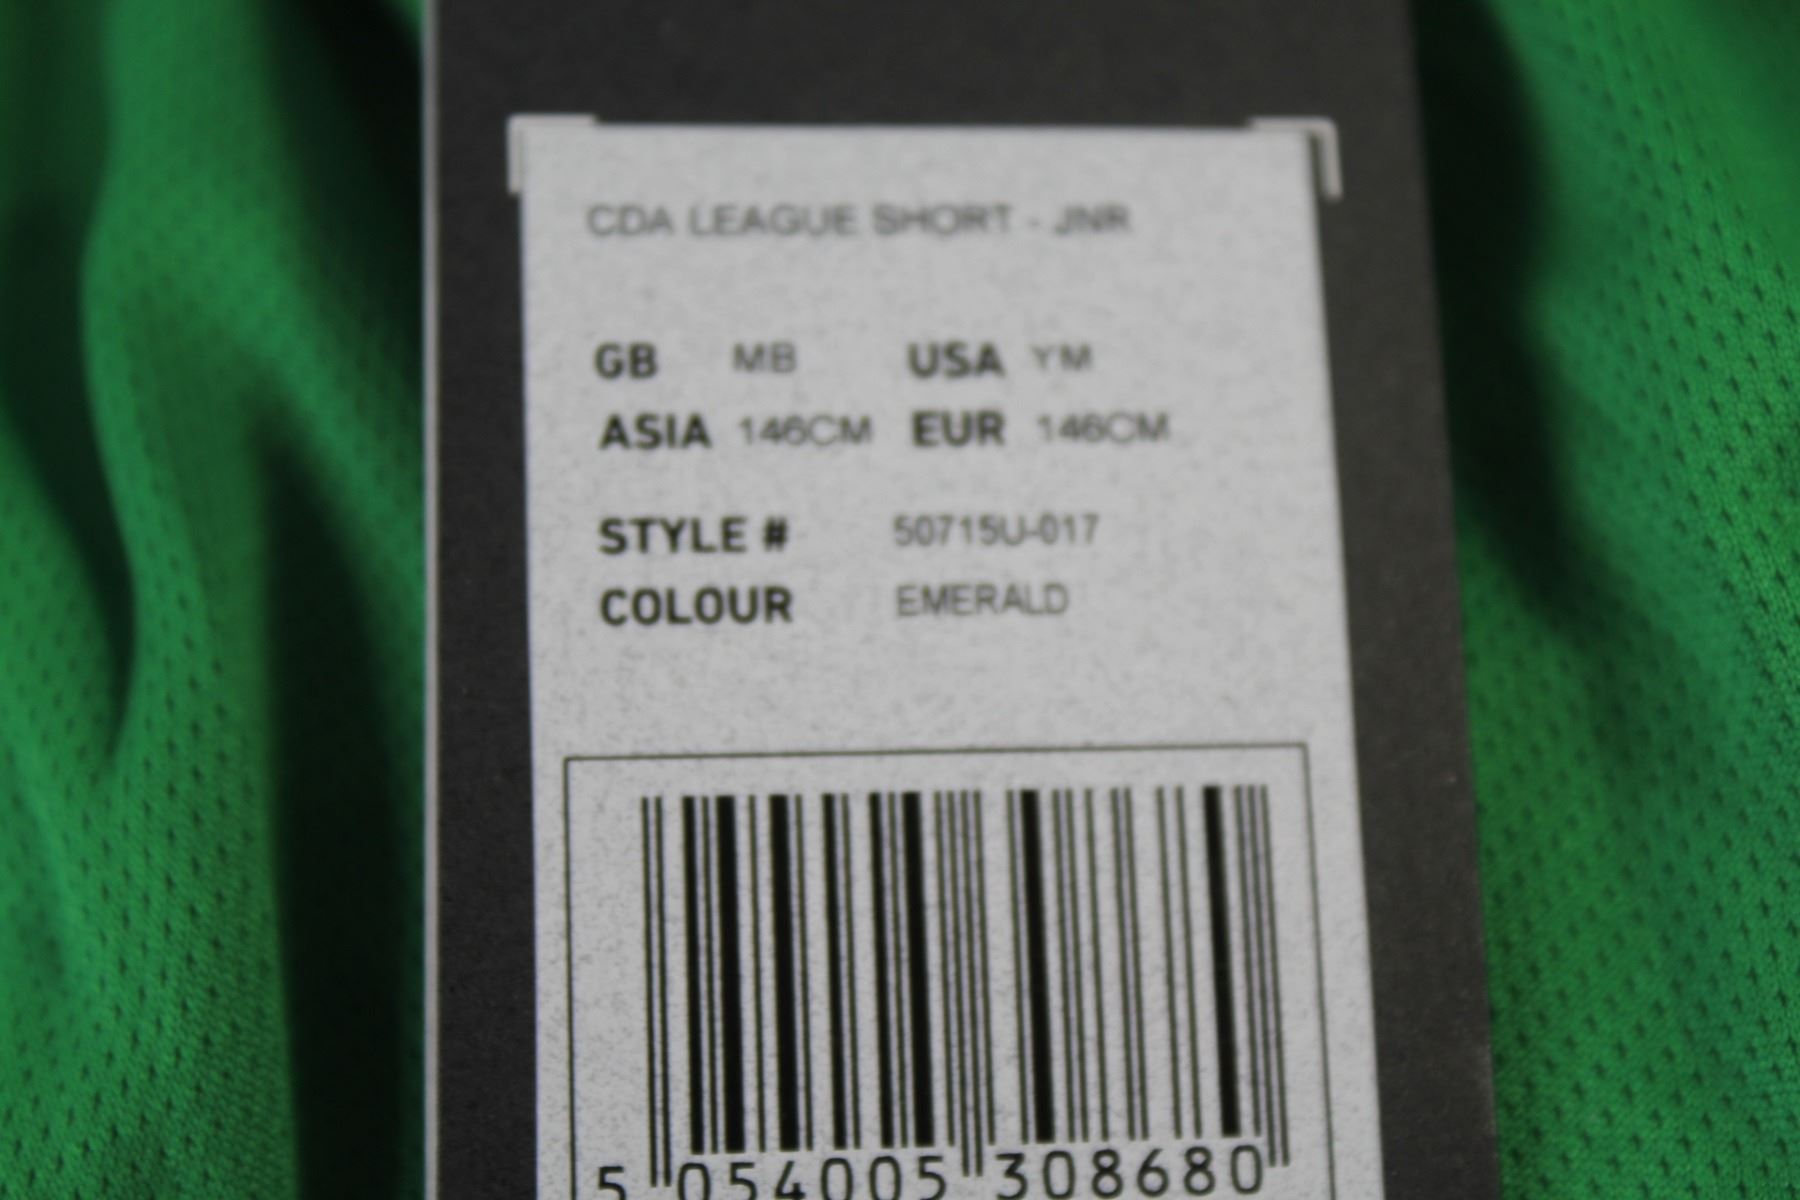 CDA LEAGUE SHORT - JNR
GB MB USA YM
ASIA 146CM EUR 146CM
STYLE # 50715U-017
COLOUR EMERALD
5 054005 308680